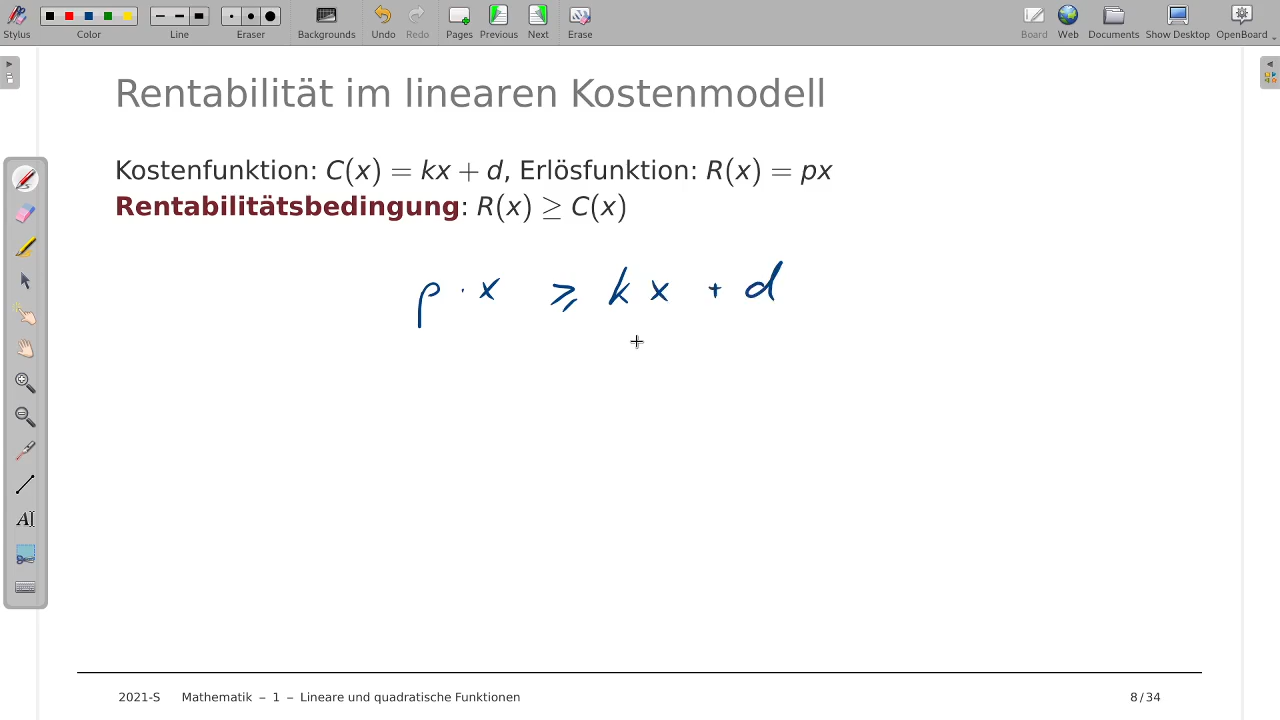 Stylus Color Line Eraser Backgrounds Undo Redo Pages Previous Next Erase Board Web Documents Show Desktop OpenBoard
Rentabilität im linearen Kostenmodell
Kostenfunktion: C(x) = kx + d, Erlösfunktion: R(x) = px
Rentabilitätsbedingung: R(x) ≥ C(x)
p · x ⩾ k x + d
2021-S Mathematik – 1 – Lineare und quadratische Funktionen 8 / 34